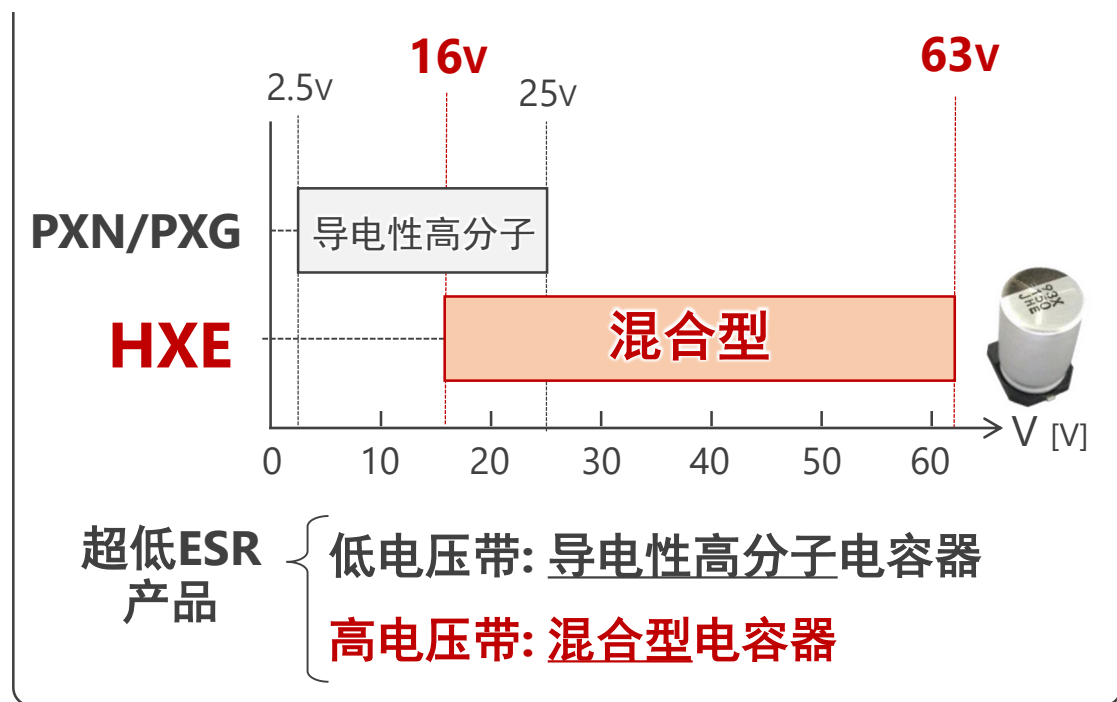 16V
63V
2.5V
25V
PXN/PXG
导电性高分子
HXE
混合型
V [V]
0 10 20 30 40 50 60
超低ESR
产品
低电压带: 导电性高分子电容器
高电压带: 混合型电容器